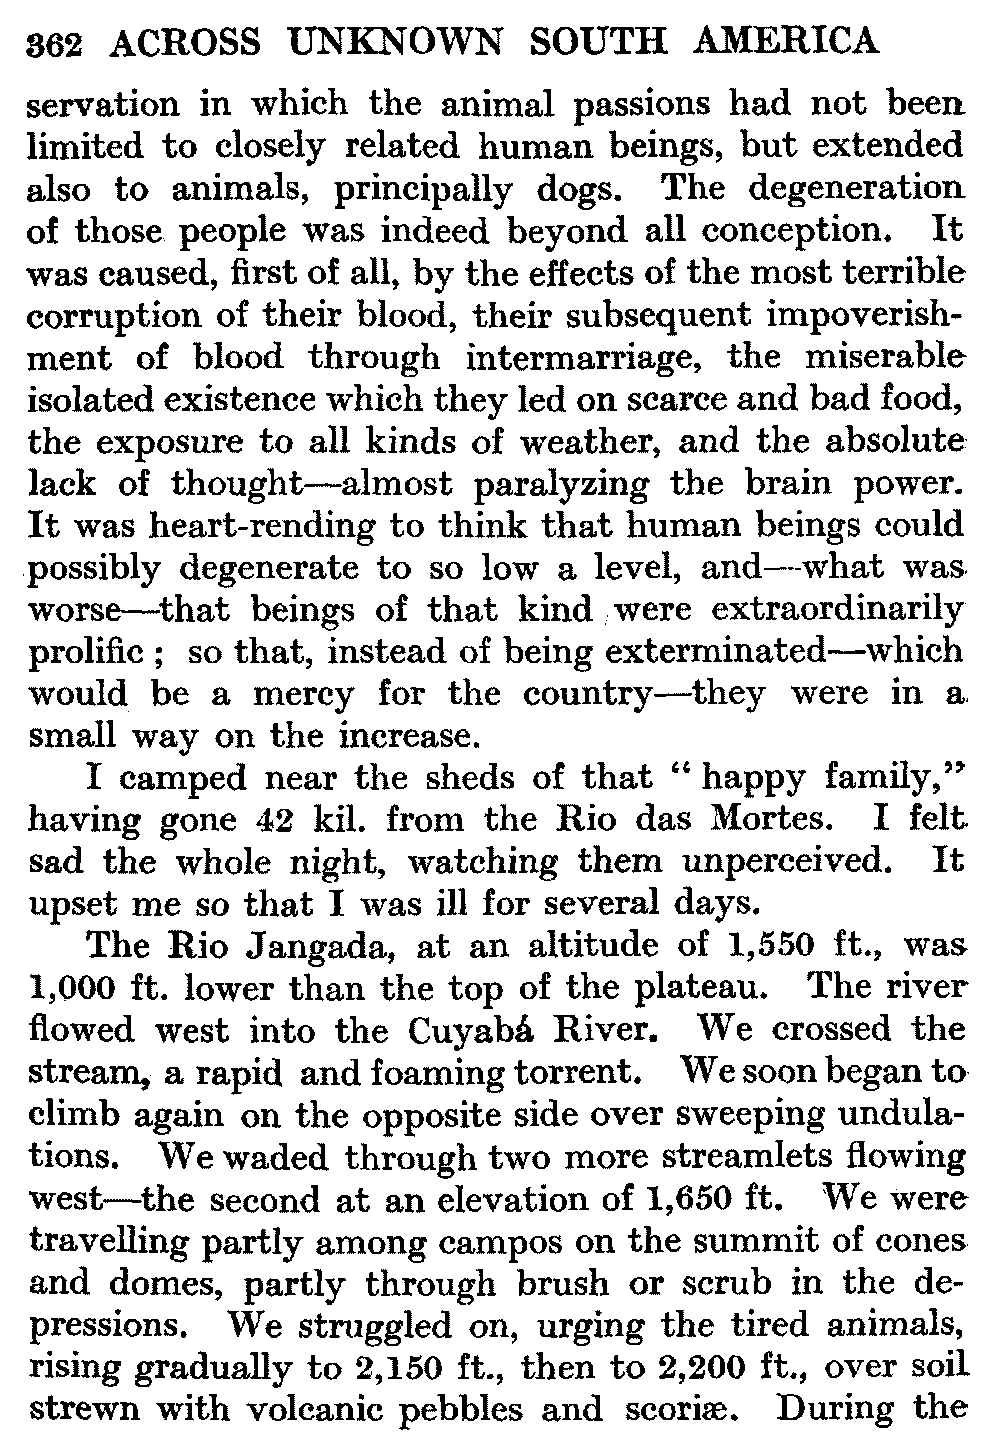 362 ACROSS UNKNOWN SOUTH AMERICA
servation in which the animal passions had not been
limited to closely related human beings, but extended
also to animals, principally dogs. The degeneration
of those people was indeed beyond all conception. It
was caused, first of all, by the effects of the most terrible
corruption of their blood, their subsequent impoverish-
ment of blood through intermarriage, the miserable
isolated existence which they led on scarce and bad food,
the exposure to all kinds of weather, and the absolute
lack of thought—almost paralyzing the brain power.
It was heart-rending to think that human beings could
possibly degenerate to so low a level, and—what was
worse—that beings of that kind were extraordinarily
prolific ; so that, instead of being exterminated—which
would be a mercy for the country—they were in a
small way on the increase.
I camped near the sheds of that “ happy family,”
having gone 42 kil. from the Rio das Mortes. I felt
sad the whole night, watching them unperceived. It
upset me so that I was ill for several days.
The Rio Jangada, at an altitude of 1,550 ft., was
1,000 ft. lower than the top of the plateau. The river
flowed west into the Cuyabá River. We crossed the
stream, a rapid and foaming torrent. We soon began to
climb again on the opposite side over sweeping undula-
tions. We waded through two more streamlets flowing
west—the second at an elevation of 1,650 ft. We were
travelling partly among campos on the summit of cones
and domes, partly through brush or scrub in the de-
pressions. We struggled on, urging the tired animals,
rising gradually to 2,150 ft., then to 2,200 ft., over soil
strewn with volcanic pebbles and scoriæ. During the